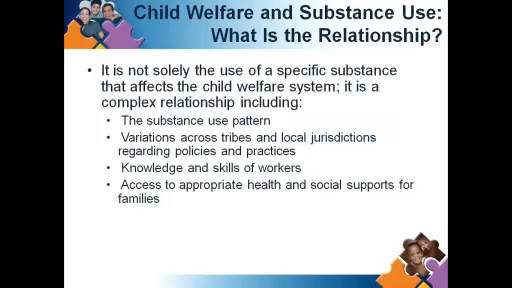 Child Welfare and Substance Use:
What Is the Relationship?
• It is not solely the use of a specific substance
that affects the child welfare system; it is a
complex relationship including:
• The substance use pattern
• Variations across tribes and local jurisdictions
regarding policies and practices
• Knowledge and skills of workers
• Access to appropriate health and social supports for
families